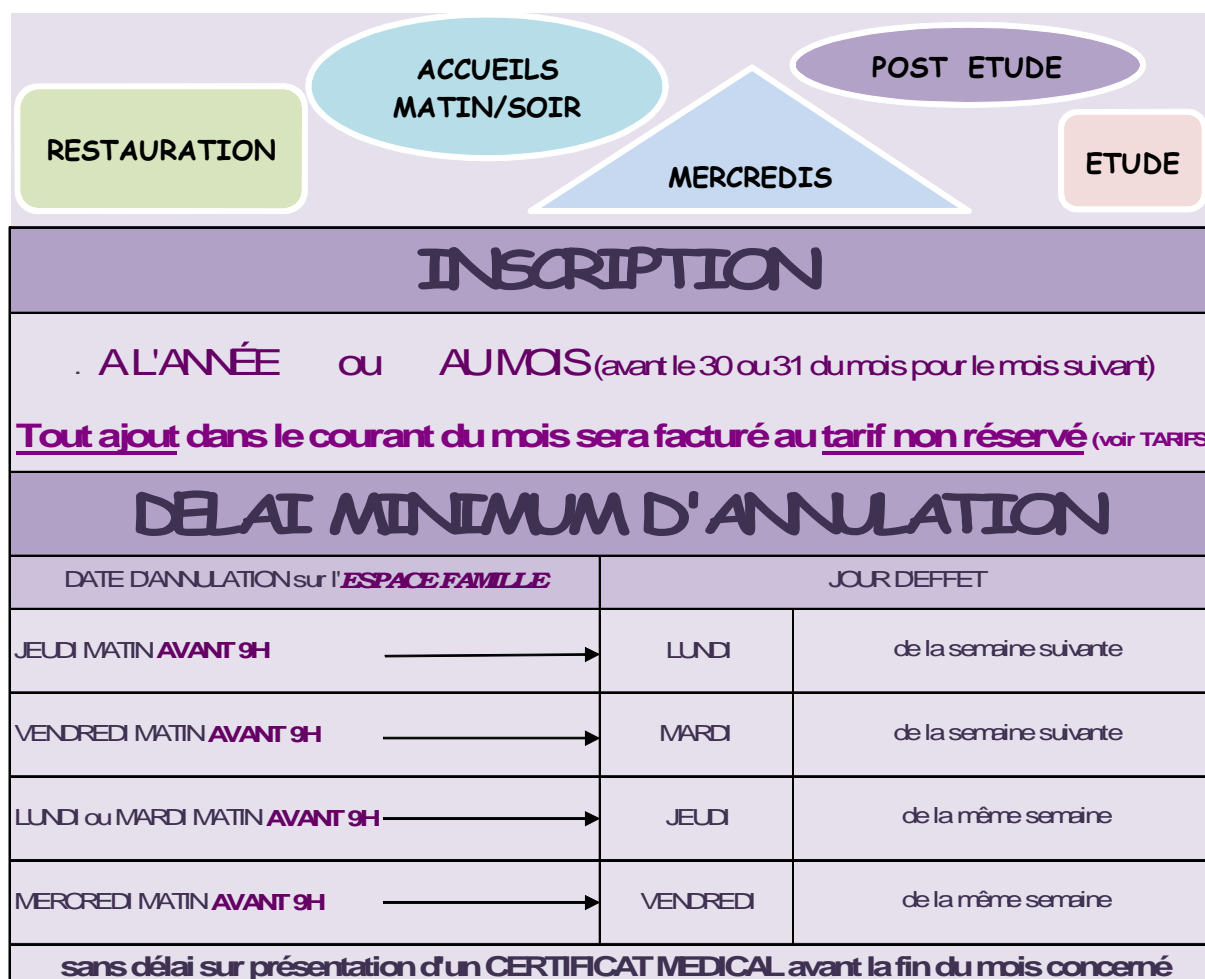 ACCUEILS
MATIN/SOIR
POST ETUDE
RESTAURATION
MERCREDIS
ETUDE
INSCRIPTION
. A L'ANNÉE ou AU MOIS (avant le 30 ou 31 du mois pour le mois suivant)
Tout ajout dans le courant du mois sera facturé au tarif non réservé (voir TARIFS
DELAI MINIMUM D'ANNULATION
DATE D'ANNULATION sur l'ESPACE FAMILLE JOUR D'EFFET
JEUDI MATIN AVANT 9H LUNDI de la semaine suivante
VENDREDI MATIN AVANT 9H MARDI de la semaine suivante
LUNDI ou MARDI MATIN AVANT 9H JEUDI de la même semaine
MERCREDI MATIN AVANT 9H VENDREDI de la même semaine
sans délai sur présentation d'un CERTIFICAT MEDICAL avant la fin du mois concerné